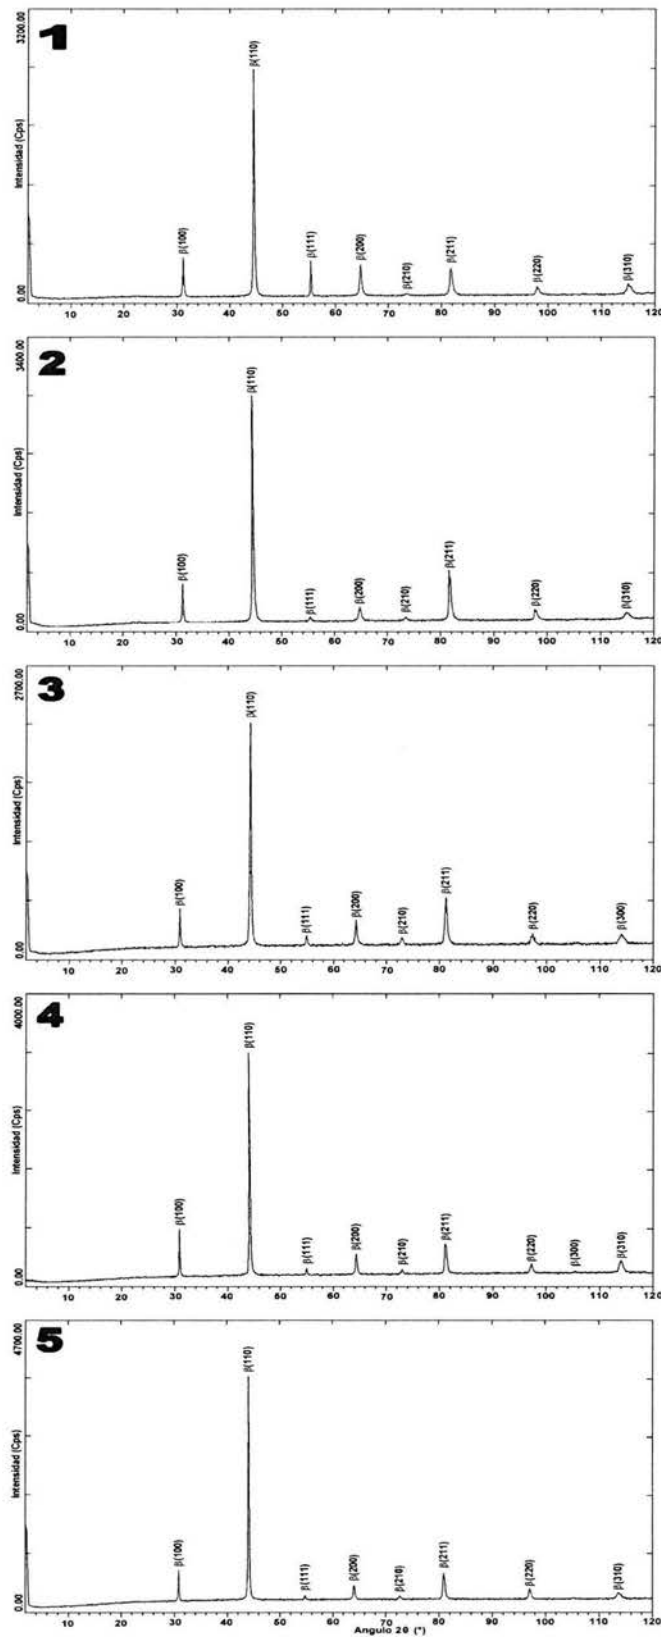 1
3200.00
Intensidad (Cps)
0.00
β(100)
β(110)
β(111)
β(200)
β(210)
β(211)
β(220)
β(310)
10 20 30 40 50 60 70 80 90 100 110 120
2
3400.00
Intensidad (Cps)
0.00
β(100)
β(110)
β(111)
β(200)
β(210)
β(211)
β(220)
β(310)
10 20 30 40 50 60 70 80 90 100 110 120
3
2700.00
Intensidad (Cps)
0.00
β(100)
β(110)
β(111)
β(200)
β(210)
β(211)
β(220)
β(300)
10 20 30 40 50 60 70 80 90 100 110 120
4
4000.00
Intensidad (Cps)
0.00
β(100)
β(110)
β(111)
β(200)
β(210)
β(211)
β(220)
β(300)
β(310)
10 20 30 40 50 60 70 80 90 100 110 120
5
4700.00
Intensidad (Cps)
0.00
β(100)
β(110)
β(111)
β(200)
β(210)
β(211)
β(220)
β(310)
10 20 30 40 50 60 70 80 90 100 110 120
Angulo 2θ (°)